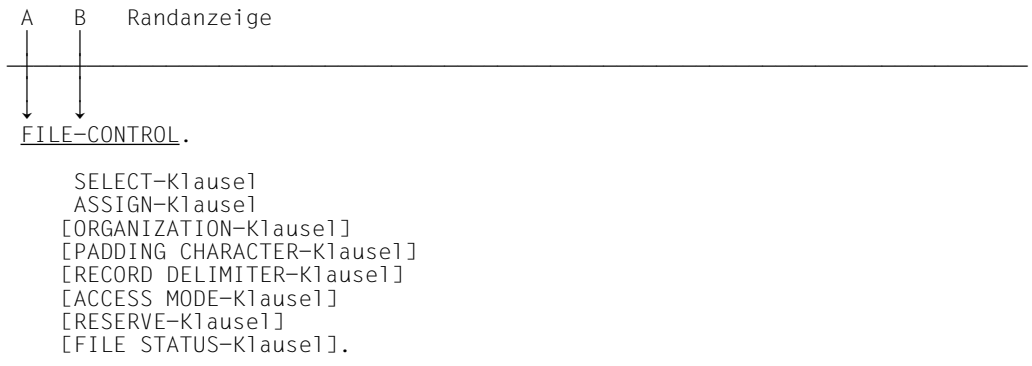 A B Randanzeige
FILE-CONTROL.
SELECT-Klausel
ASSIGN-Klausel
[ORGANIZATION-Klausel]
[PADDING CHARACTER-Klausel]
[RECORD DELIMITER-Klausel]
[ACCESS MODE-Klausel]
[RESERVE-Klausel]
[FILE STATUS-Klausel].